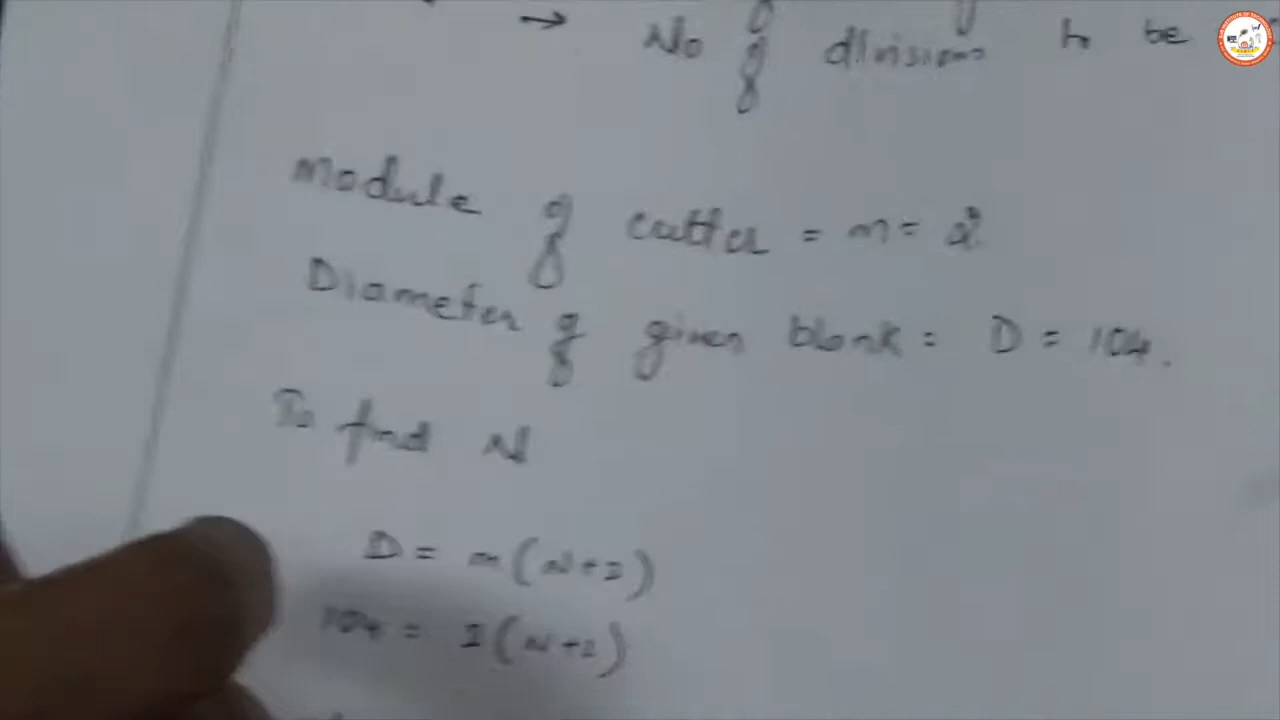 → No of divisions to be
Module of cutter = m = 2
Diameter of given blank = D = 104.
To find N
D = m(N+2)
104 = 2(N+2)